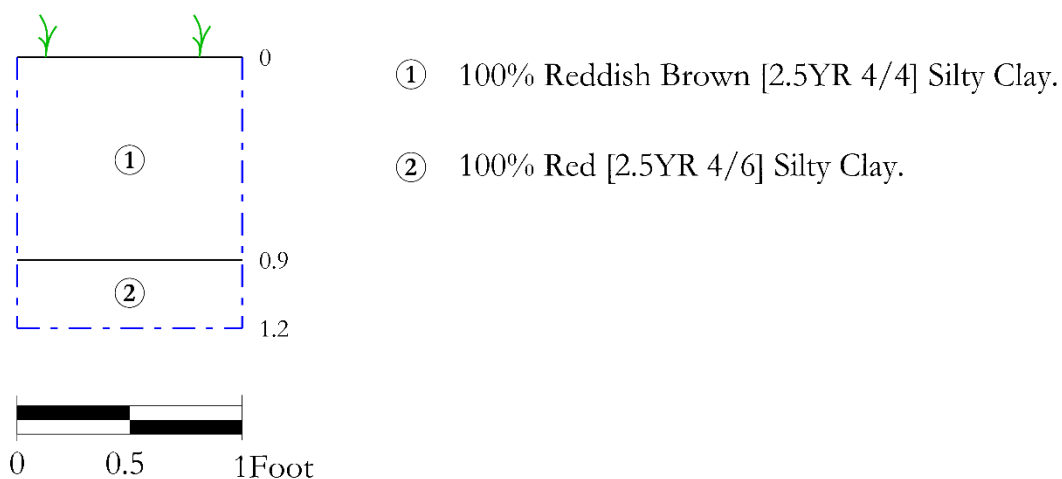 0
① 100% Reddish Brown [2.5YR 4/4] Silty Clay.
①
② 100% Red [2.5YR 4/6] Silty Clay.
0.9
②
1.2
0 0.5 1Foot